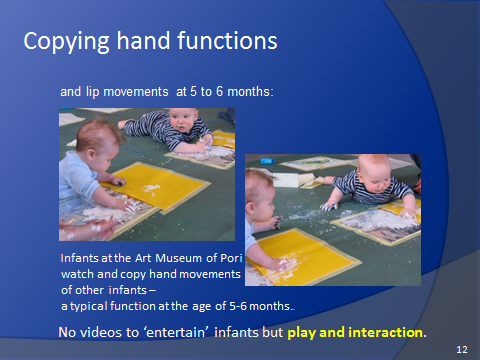 Copying hand functions
and lip movements at 5 to 6 months:
Infants at the Art Museum of Pori
watch and copy hand movements
of other infants –
a typical function at the age of 5-6 months..
No videos to ‘entertain’ infants but play and interaction.
12